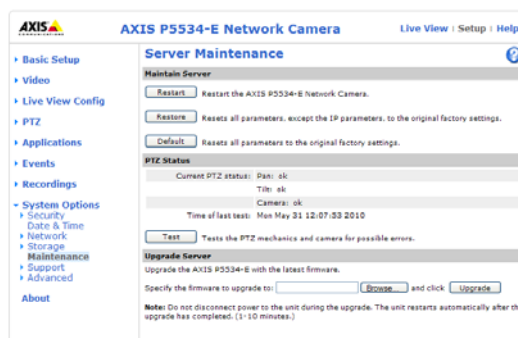 AXIS
COMMUNICATIONS
AXIS P5534-E Network Camera
Live View | Setup | Help
Basic Setup
Video
Live View Config
PTZ
Applications
Events
Recordings
System Options
Security
Date & Time
Network
Storage
Maintenance
Support
Advanced
About
Server Maintenance
?
Maintain Server
Restart Restart the AXIS P5534-E Network Camera.
Restore Resets all parameters, except the IP parameters, to the original factory settings.
Default Resets all parameters to the original factory settings.
PTZ Status
Current PTZ status: Pan: ok
Tilt: ok
Camera: ok
Time of last test: Mon May 31 12:07:53 2010
Test Tests the PTZ mechanics and camera for possible errors.
Upgrade Server
Upgrade the AXIS P5534-E with the latest firmware.
Specify the firmware to upgrade to: Browse... and click Upgrade
Note: Do not disconnect power to the unit during the upgrade. The unit restarts automatically after th
upgrade has completed. (1-10 minutes.)